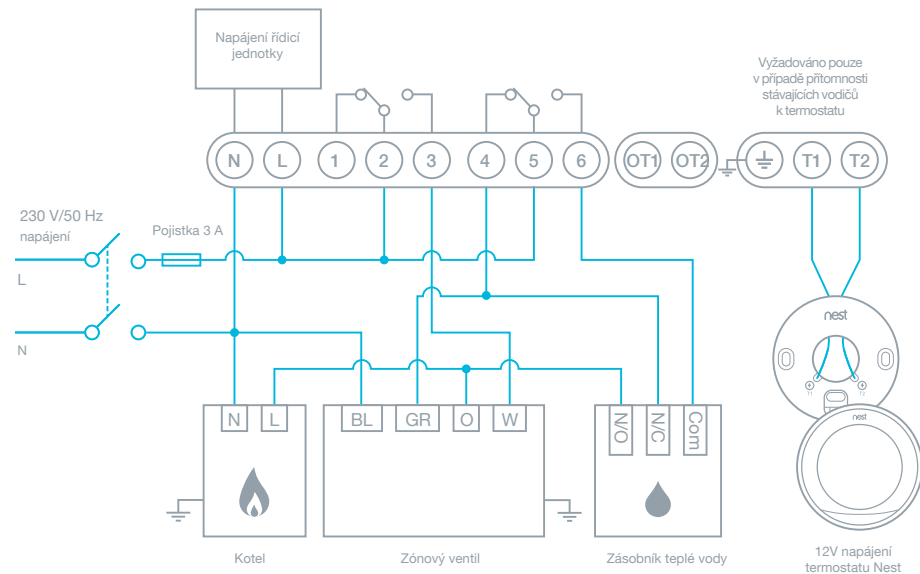 Napájení řídicí
jednotky
Vyžadováno pouze
v případě přítomnosti
stávajících vodičů
k termostatu
N L 1 2 3 4 5 6 OT1 OT2 T1 T2
230 V/50 Hz
napájení
Pojistka 3 A
L
N
nest
T1 T2
N L BL GR O W N/O N/C Com
nest
Kotel
Zónový ventil
Zásobník teplé vody
12V napájení
termostatu Nest